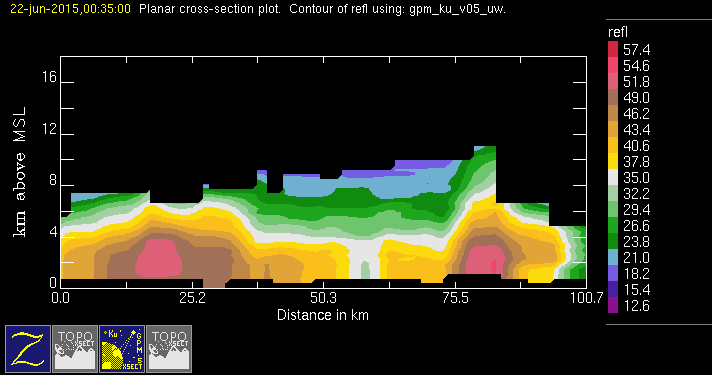 22-jun-2015,00:35:00 Planar cross-section plot. Contour of refl using: gpm_ku_v05_uw.
refl
57.4
54.6
51.8
49.0
46.2
43.4
40.6
37.8
35.0
32.2
29.4
26.6
23.8
21.0
18.2
15.4
12.6
km above MSL
16
12
8
4
0
0.0 25.2 50.3 75.5 100.7
Distance in km
Z
TOPO
XSECT
"Ku"
GPM
XSECT
TOPO
XSECT